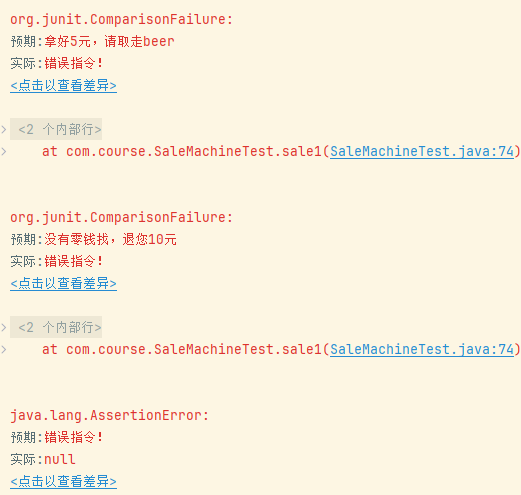 org.junit.ComparisonFailure:
预期:拿好5元，请取走beer
实际:错误指令!
<点击以查看差异>
<2 个内部行>
at com.course.SaleMachineTest.sale1(SaleMachineTest.java:74)
org.junit.ComparisonFailure:
预期:没有零钱找，退您10元
实际:错误指令!
<点击以查看差异>
<2 个内部行>
at com.course.SaleMachineTest.sale1(SaleMachineTest.java:74)
java.lang.AssertionError:
预期:错误指令!
实际:null
<点击以查看差异>